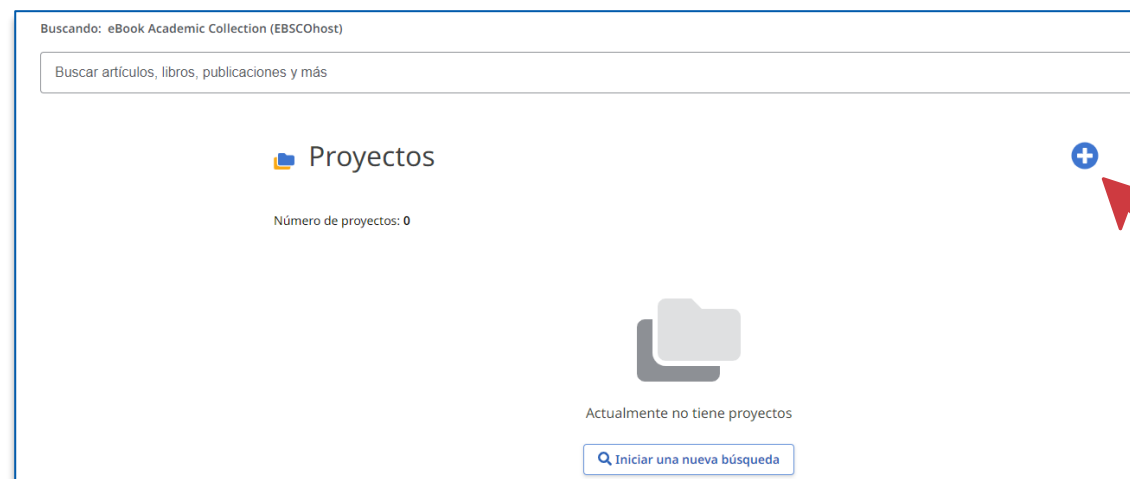 Buscando: eBook Academic Collection (EBSCOhost)
Buscar artículos, libros, publicaciones y más
Proyectos
Número de proyectos: 0
Actualmente no tiene proyectos
Iniciar una nueva búsqueda